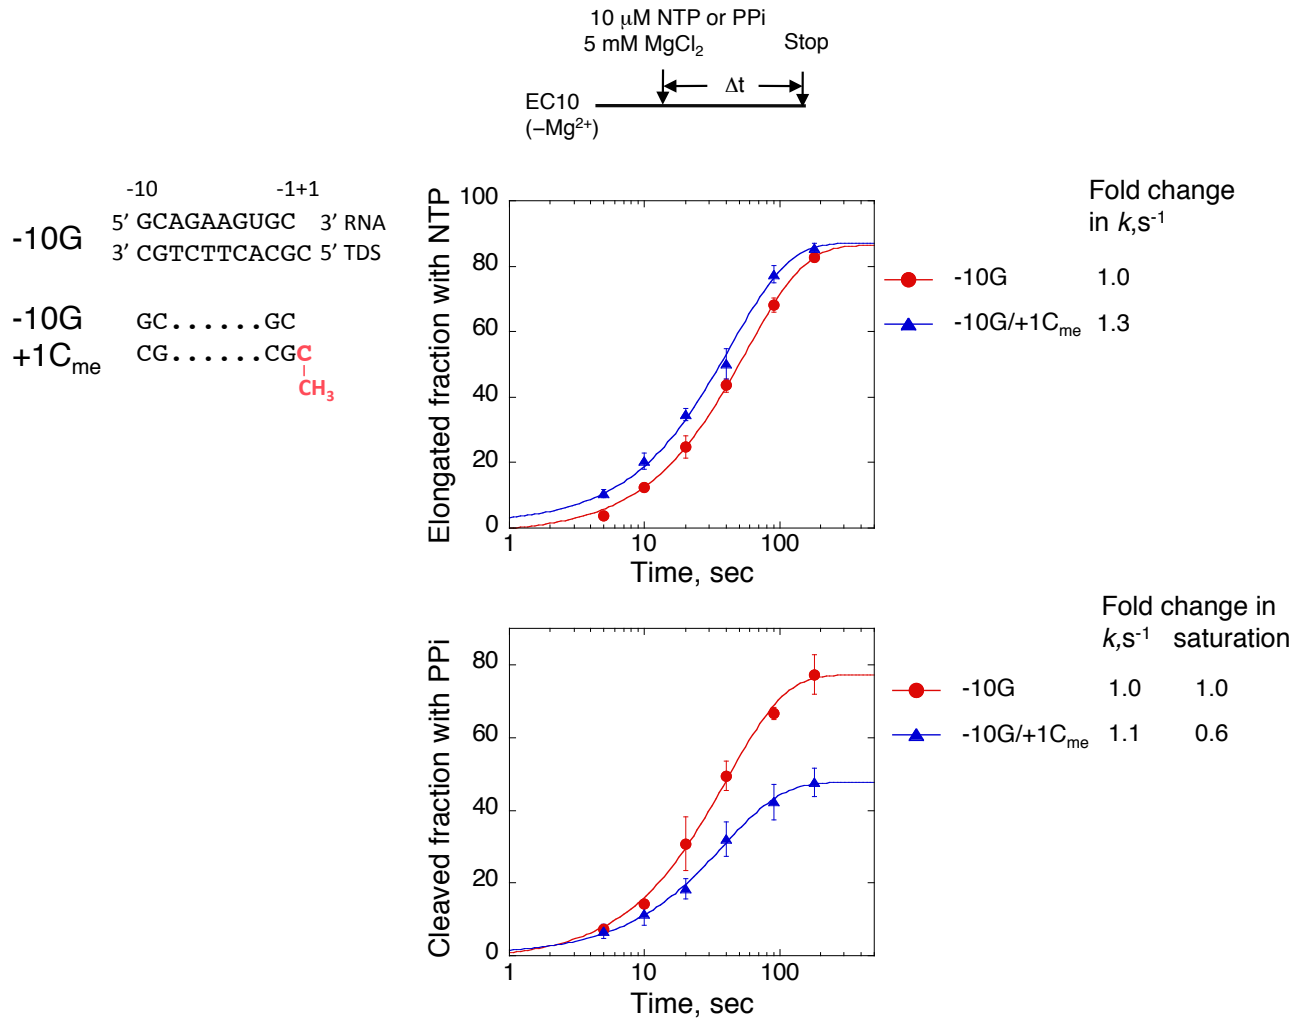 10 μM NTP or PPi
5 mM MgCl₂
Stop
Δt
EC10
(–Mg²⁺)
-10 -1+1
-10G
5′ GCAGAAGUGC 3′ RNA
3′ CGTCTTCACGC 5′ TDS
-10G
+1Cme
GC......GC
CG......CGC
CH₃
Elongated fraction with NTP
100
80
60
40
20
0
1 10 100
Time, sec
Fold change
in k,s⁻¹
-10G 1.0
-10G/+1Cme 1.3
Cleaved fraction with PPi
80
60
40
20
0
1 10 100
Time, sec
Fold change in
k,s⁻¹ saturation
-10G 1.0 1.0
-10G/+1Cme 1.1 0.6